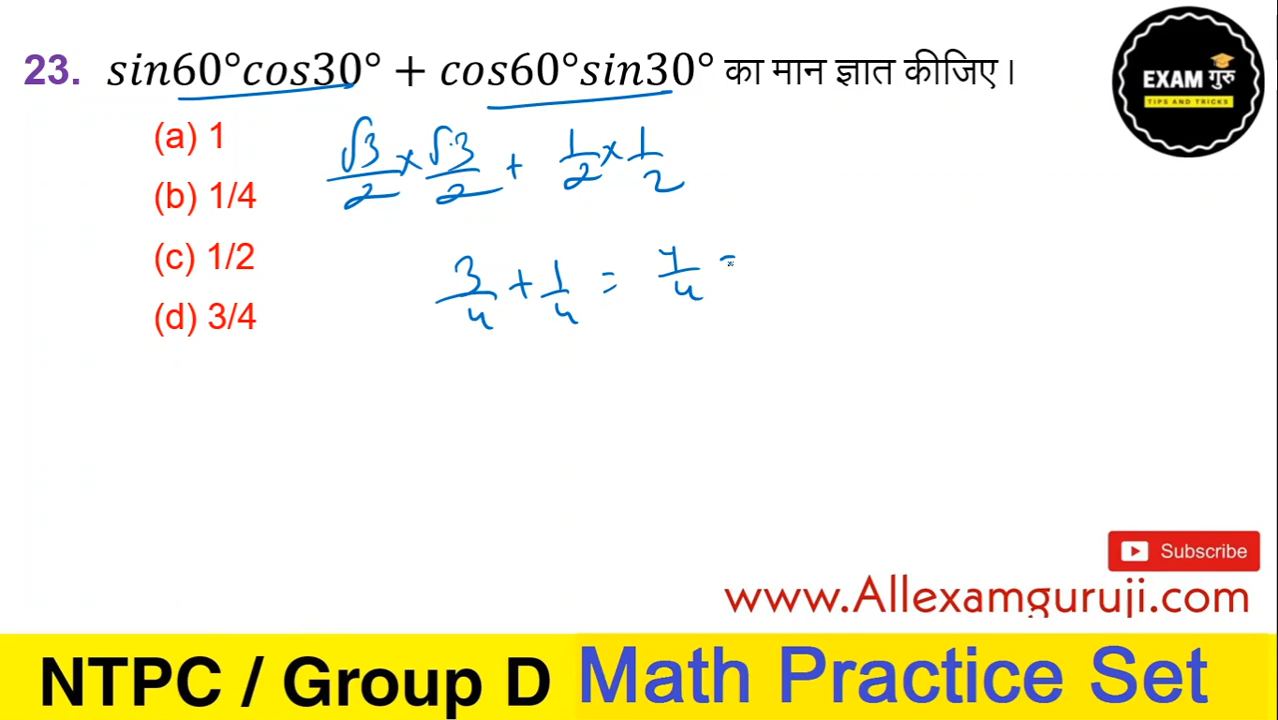 23. sin60°cos30° + cos60°sin30° का मान ज्ञात कीजिए।
(a) 1
(b) 1/4
(c) 1/2
(d) 3/4
√3/2 × √3/2 + 1/2 × 1/2
3/4 + 1/4 = 4/4 =
EXAM गुरु
TIPS AND TRICKS
Subscribe
www.Allexamguruji.com
NTPC / Group D Math Practice Set